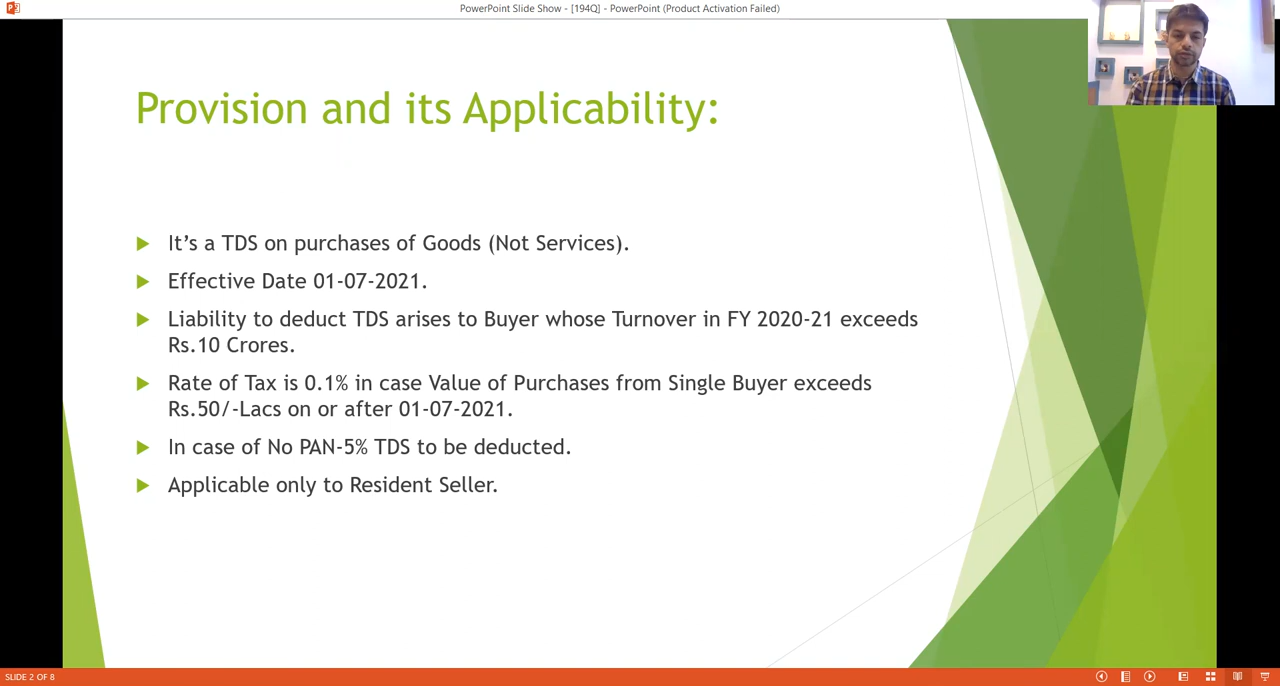 PowerPoint Slide Show - [194Q] - PowerPoint (Product Activation Failed)
Provision and its Applicability:
It’s a TDS on purchases of Goods (Not Services).
Effective Date 01-07-2021.
Liability to deduct TDS arises to Buyer whose Turnover in FY 2020-21 exceeds
Rs.10 Crores.
Rate of Tax is 0.1% in case Value of Purchases from Single Buyer exceeds
Rs.50/-Lacs on or after 01-07-2021.
In case of No PAN-5% TDS to be deducted.
Applicable only to Resident Seller.
SLIDE 2 OF 8